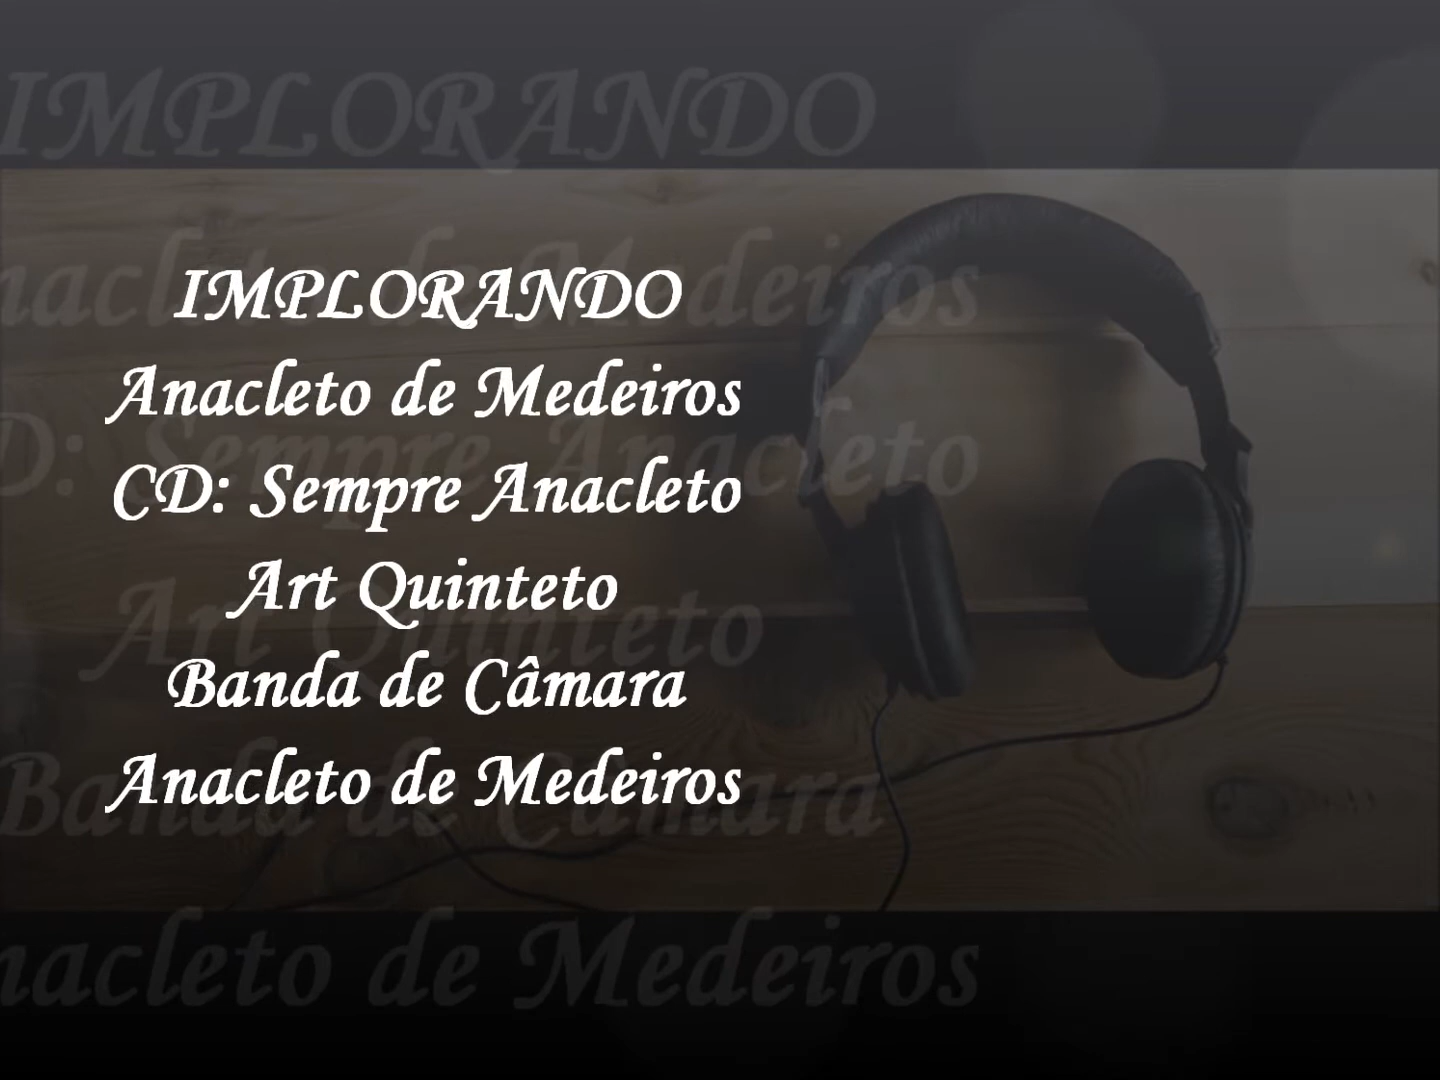 IMPLORANDO
Anacleto de Medeiros
CD: Sempre Anacleto
Art Quinteto
Banda de Câmara
Anacleto de Medeiros